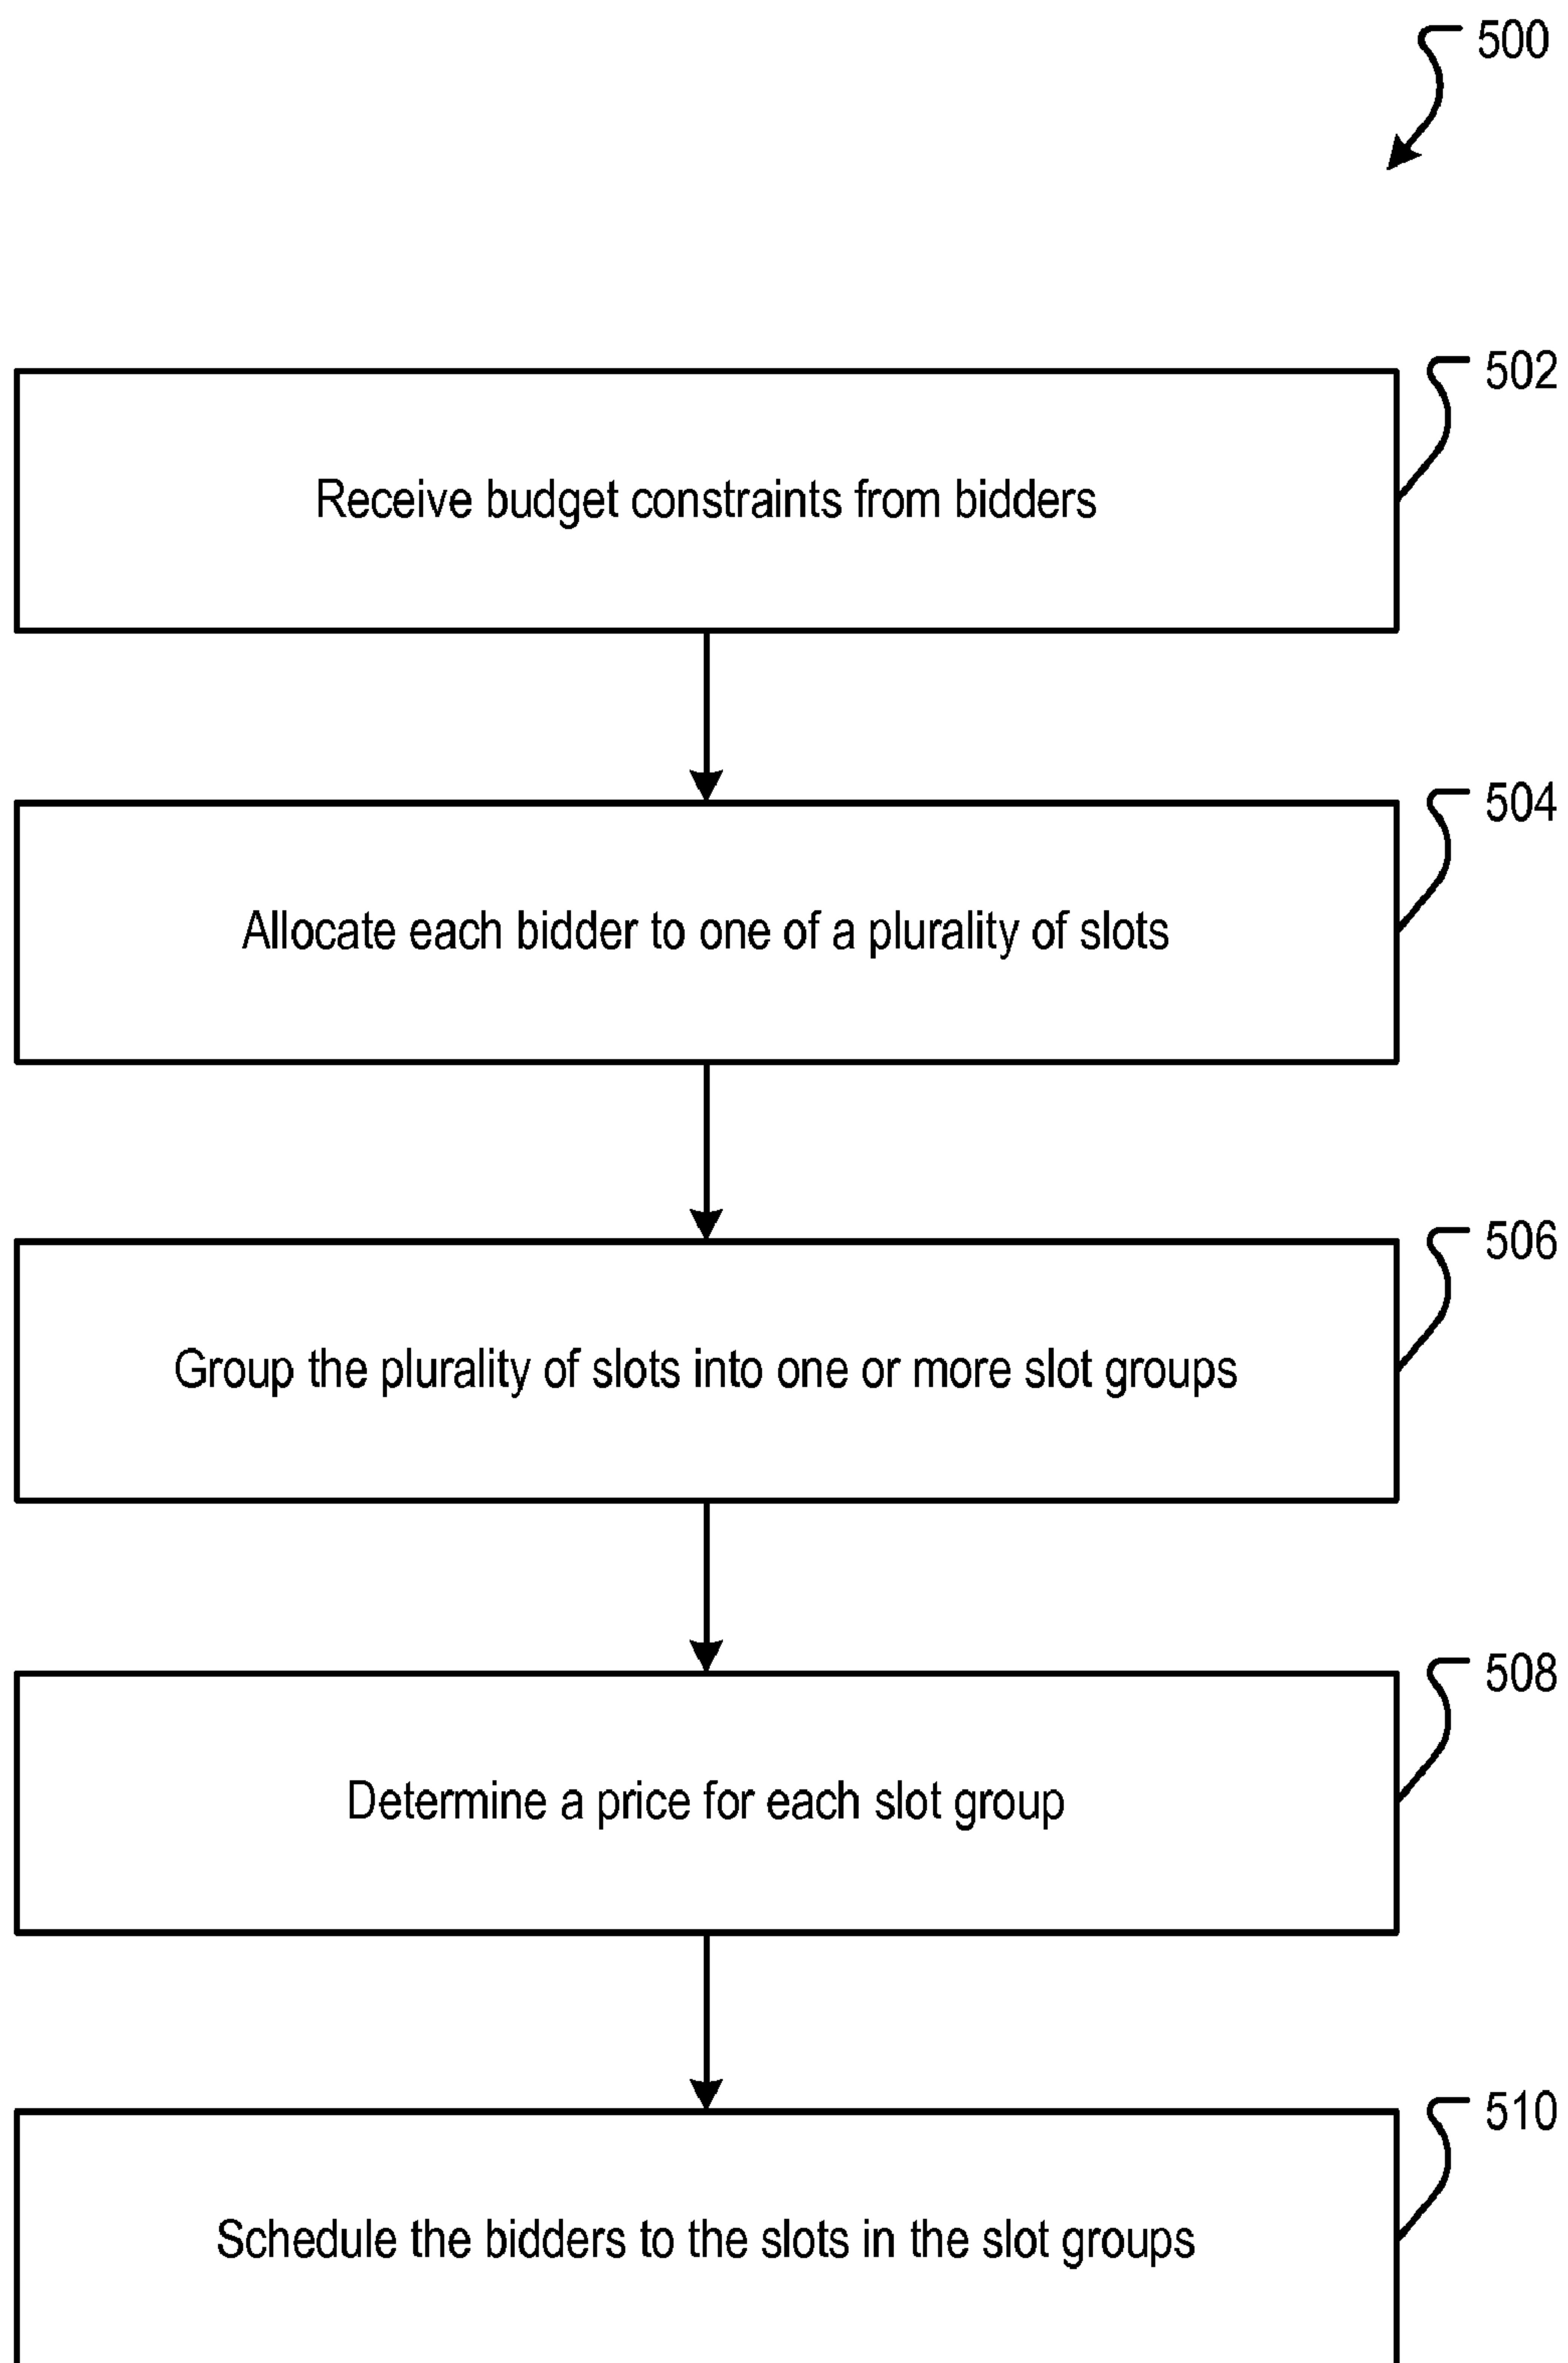 500
502
Receive budget constraints from bidders
504
Allocate each bidder to one of a plurality of slots
506
Group the plurality of slots into one or more slot groups
508
Determine a price for each slot group
510
Schedule the bidders to the slots in the slot groups